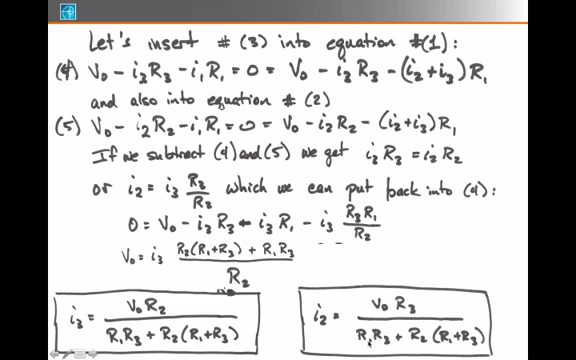 Let's insert # (3) into equation #(1):
(4) V₀ - i₃R₃ - i₁R₁ = 0 = V₀ - i₃R₃ - (i₂+i₃)R₁
and also into equation # (2)
(5) V₀ - i₂R₂ - i₁R₁ = 0 = V₀ - i₂R₂ - (i₂+i₃)R₁
If we subtract (4) and (5) we get i₃R₃ = i₂R₂
or i₂ = i₃ R₃/R₂ which we can put back into (4):
0 = V₀ - i₃R₃ - i₃R₁ - i₃ R₃R₁/R₂
V₀ = i₃ (R₂(R₁+R₃) + R₁R₃)/R₂
i₃ = V₀R₂/(R₁R₃ + R₂(R₁+R₃))
i₂ = V₀R₃/(R₁R₃ + R₂(R₁+R₃))